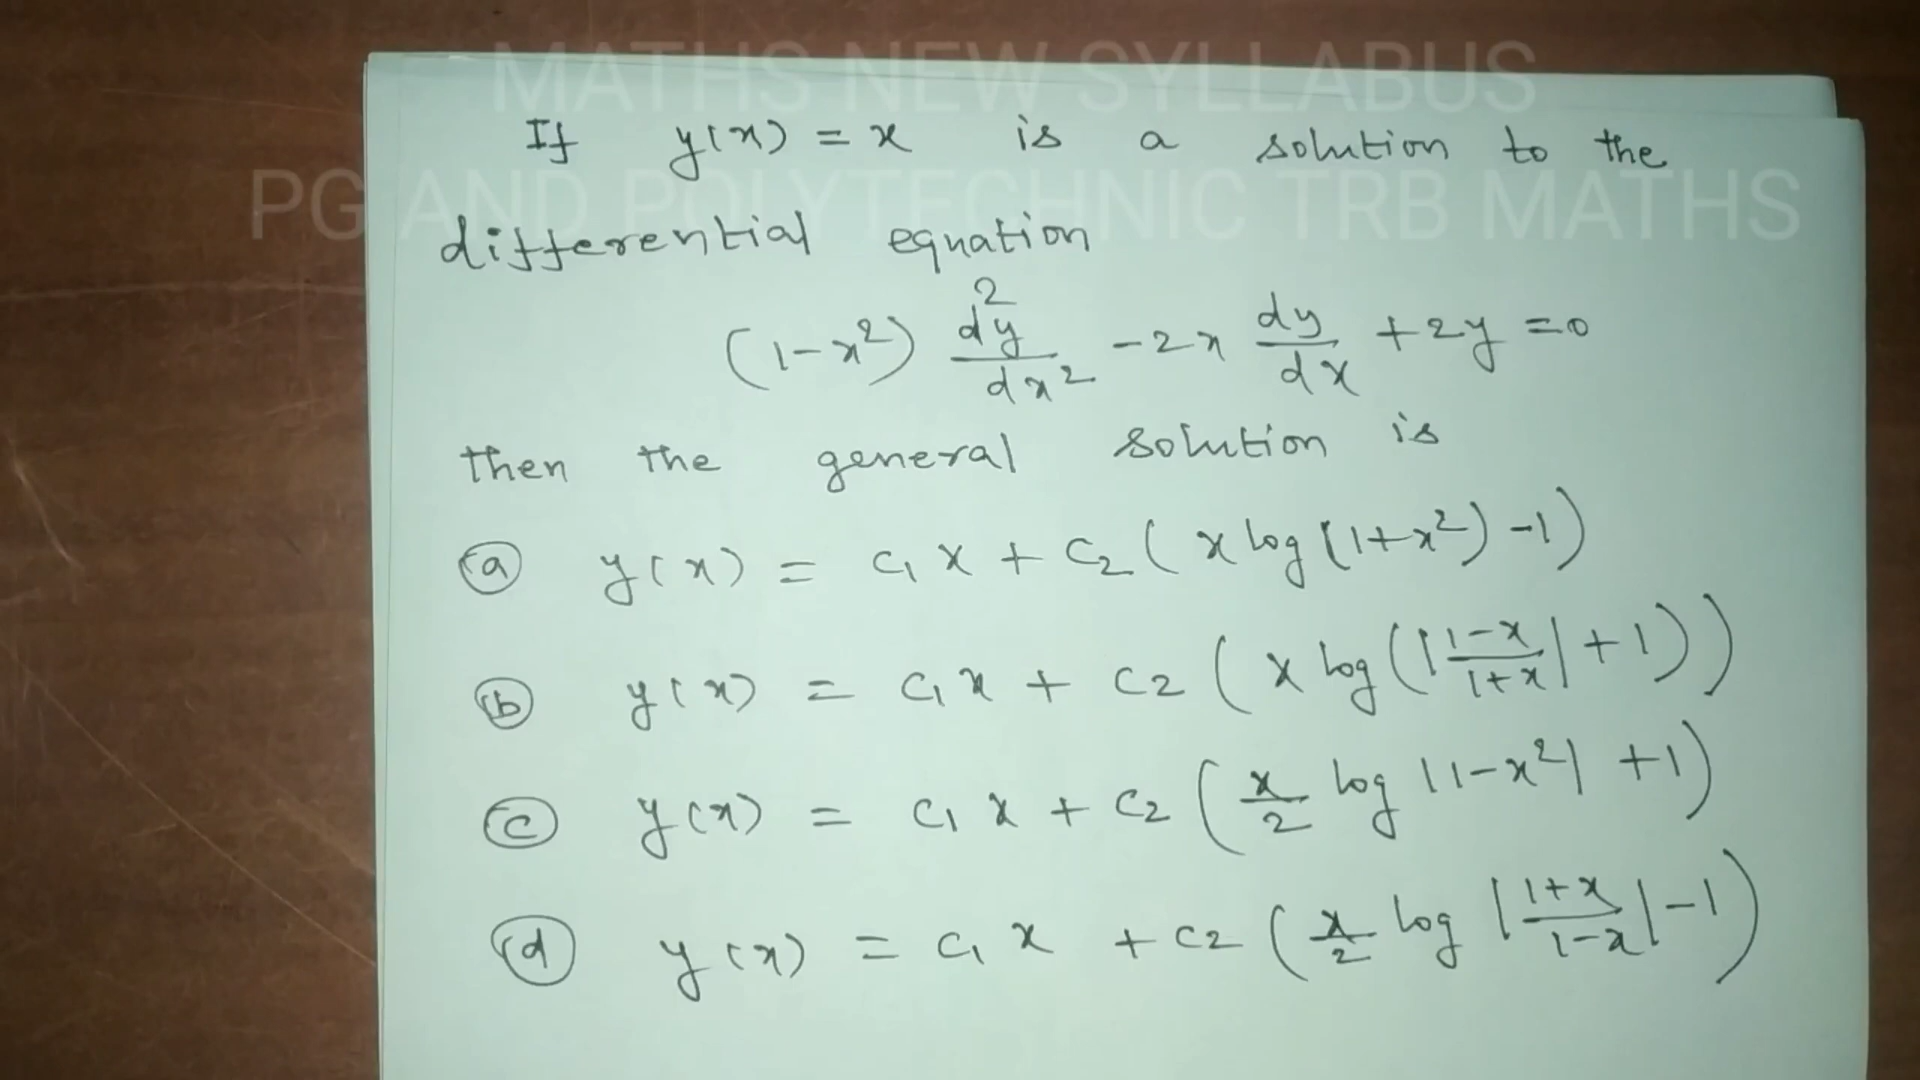 MATHS NEW SYLLABUS
If y(x) = x is a solution to the
PG AND POLYTECHNIC TRB MATHS
differential equation
(1-x²) d²y/dx² - 2x dy/dx + 2y = 0
then the general solution is
(a) y(x) = c₁x + c₂(x log(1+x²) -1)
(b) y(x) = c₁x + c₂(x log(|1-x/1+x| +1))
(c) y(x) = c₁x + c₂(x/2 log |1-x²| +1)
(d) y(x) = c₁x + c₂(x/2 log |1+x/1-x| -1)